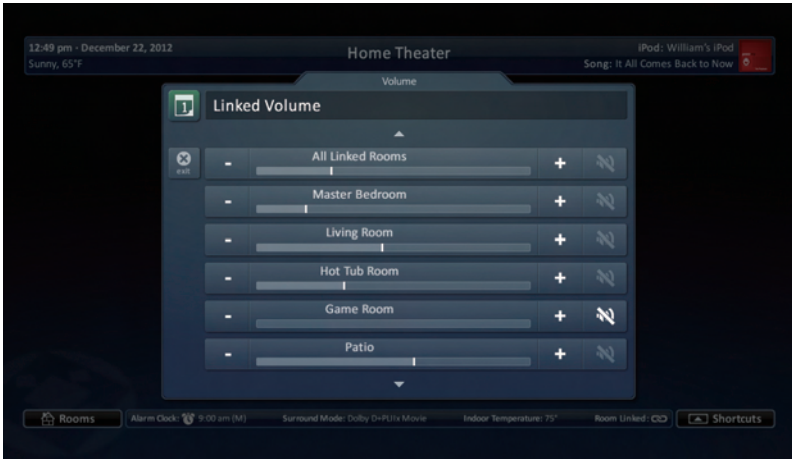 12:49 pm - December 22, 2012
Sunny, 65°F
Home Theater
iPod: William's iPod
Song: It All Comes Back to Now
Volume
1
Linked Volume
exit
- All Linked Rooms +
- Master Bedroom +
- Living Room +
- Hot Tub Room +
- Game Room +
- Patio +
Rooms
Alarm Clock: 9:00 am (M)
Surround Mode: Dolby D+PLIIx Movie
Indoor Temperature: 75°
Room Linked:
Shortcuts